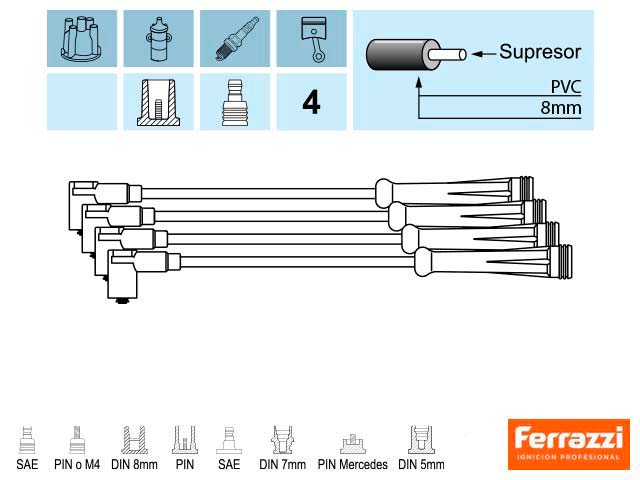 Supresor
PVC
4
8mm
SAE PIN o M4 DIN 8mm PIN SAE DIN 7mm PIN Mercedes DIN 5mm
Ferrazzi
IGNICION PROFESIONAL